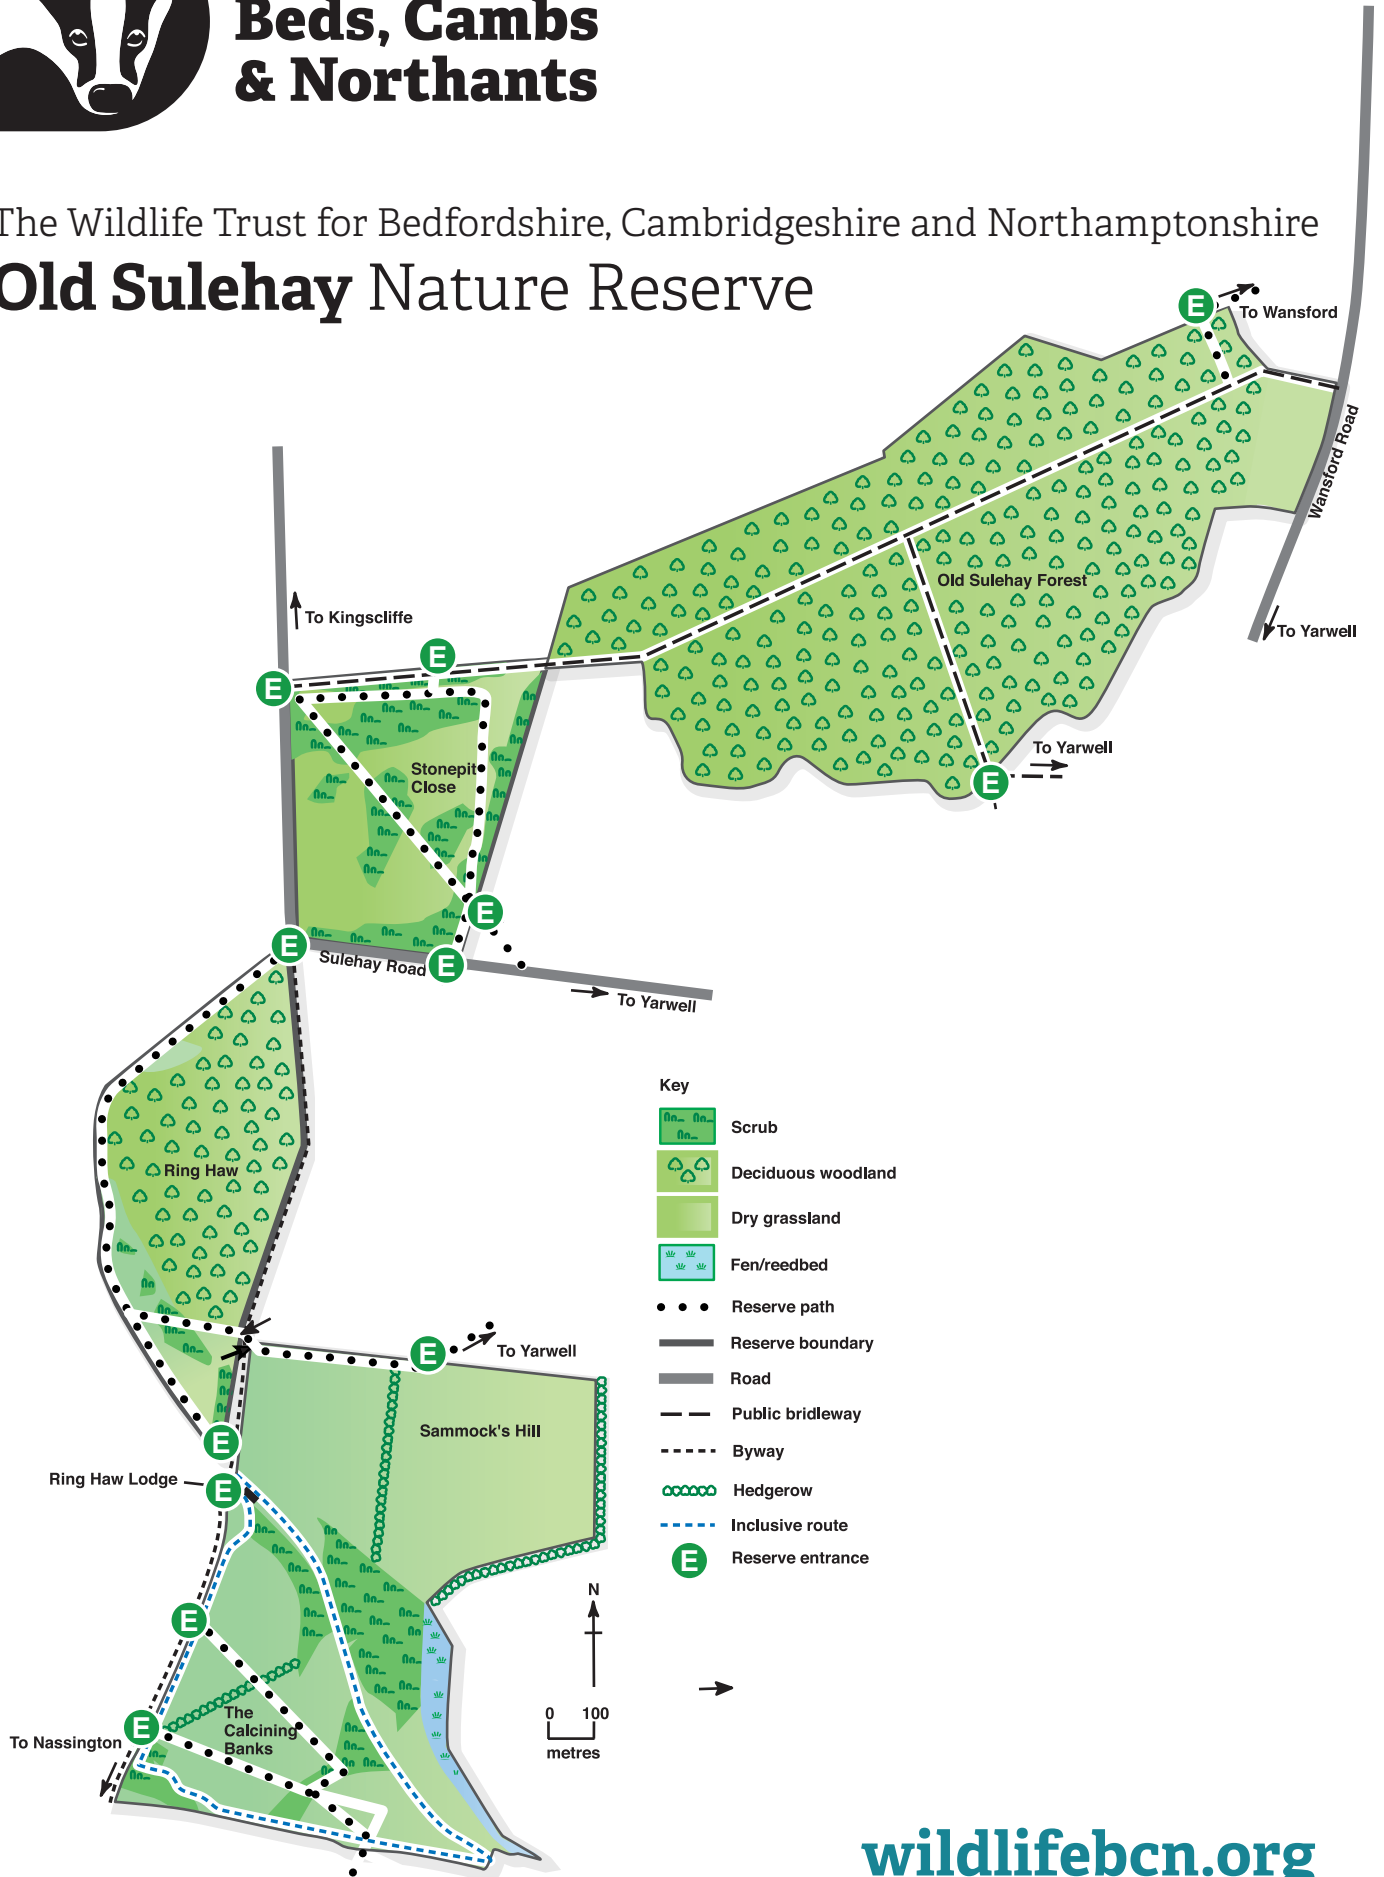 Beds, Cambs
& Northants
The Wildlife Trust for Bedfordshire, Cambridgeshire and Northamptonshire
Old Sulehay Nature Reserve
E
To Wansford
Wansford Road
Old Sulehay Forest
To Kingscliffe
To Yarwell
E
E
To Yarwell
Stonepit
Close
E
E
E
Sulehay Road
E
To Yarwell
Key
Scrub
Deciduous woodland
Ring Haw
Dry grassland
Fen/reedbed
Reserve path
Reserve boundary
E
To Yarwell
Road
Public bridleway
Sammock's Hill
E
Byway
Ring Haw Lodge
E
Hedgerow
Inclusive route
E
Reserve entrance
N
E
0 100
metres
The
Calcining
Banks
E
To Nassington
wildlifebcn.org